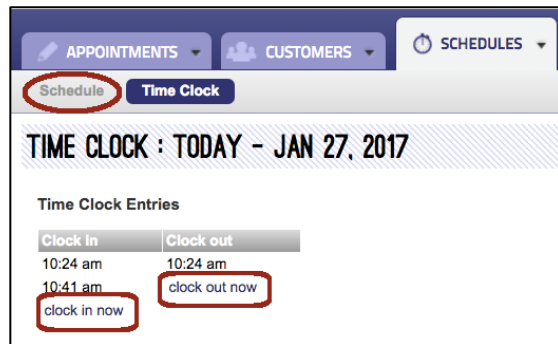 APPOINTMENTS CUSTOMERS SCHEDULES
Schedule Time Clock
TIME CLOCK : TODAY - JAN 27, 2017
Time Clock Entries
Clock in Clock out
10:24 am 10:24 am
10:41 am clock out now
clock in now